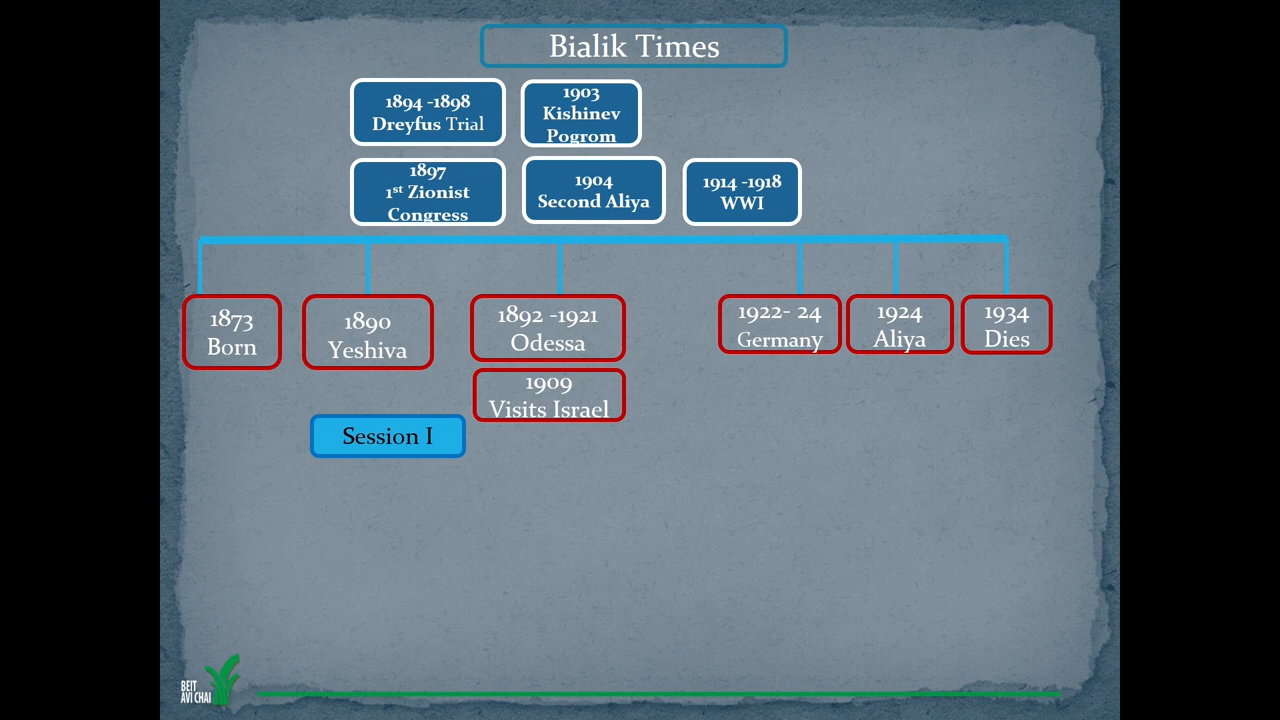 Bialik Times
1894 -1898
Dreyfus Trial
1903
Kishinev
Pogrom
1897
1st Zionist
Congress
1904
Second Aliya
1914 -1918
WWI
1873
Born
1890
Yeshiva
1892 -1921
Odessa
1922- 24
Germany
1924
Aliya
1934
Dies
1909
Visits Israel
Session I
BEIT
AVI CHAI